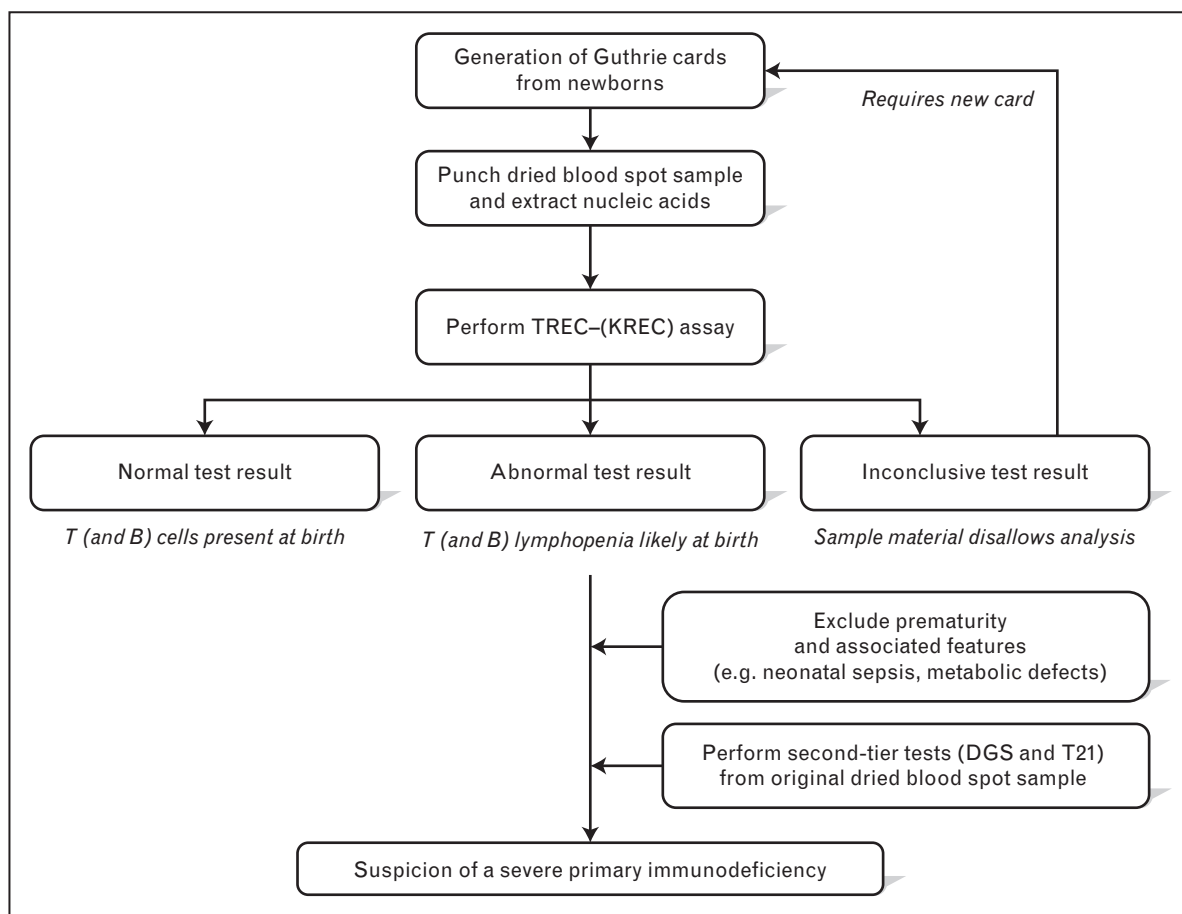 Generation of Guthrie cards
from newborns
Requires new card
Punch dried blood spot sample
and extract nucleic acids
Perform TREC–(KREC) assay
Normal test result
Abnormal test result
Inconclusive test result
T (and B) cells present at birth
T (and B) lymphopenia likely at birth
Sample material disallows analysis
Exclude prematurity
and associated features
(e.g. neonatal sepsis, metabolic defects)
Perform second-tier tests (DGS and T21)
from original dried blood spot sample
Suspicion of a severe primary immunodeficiency